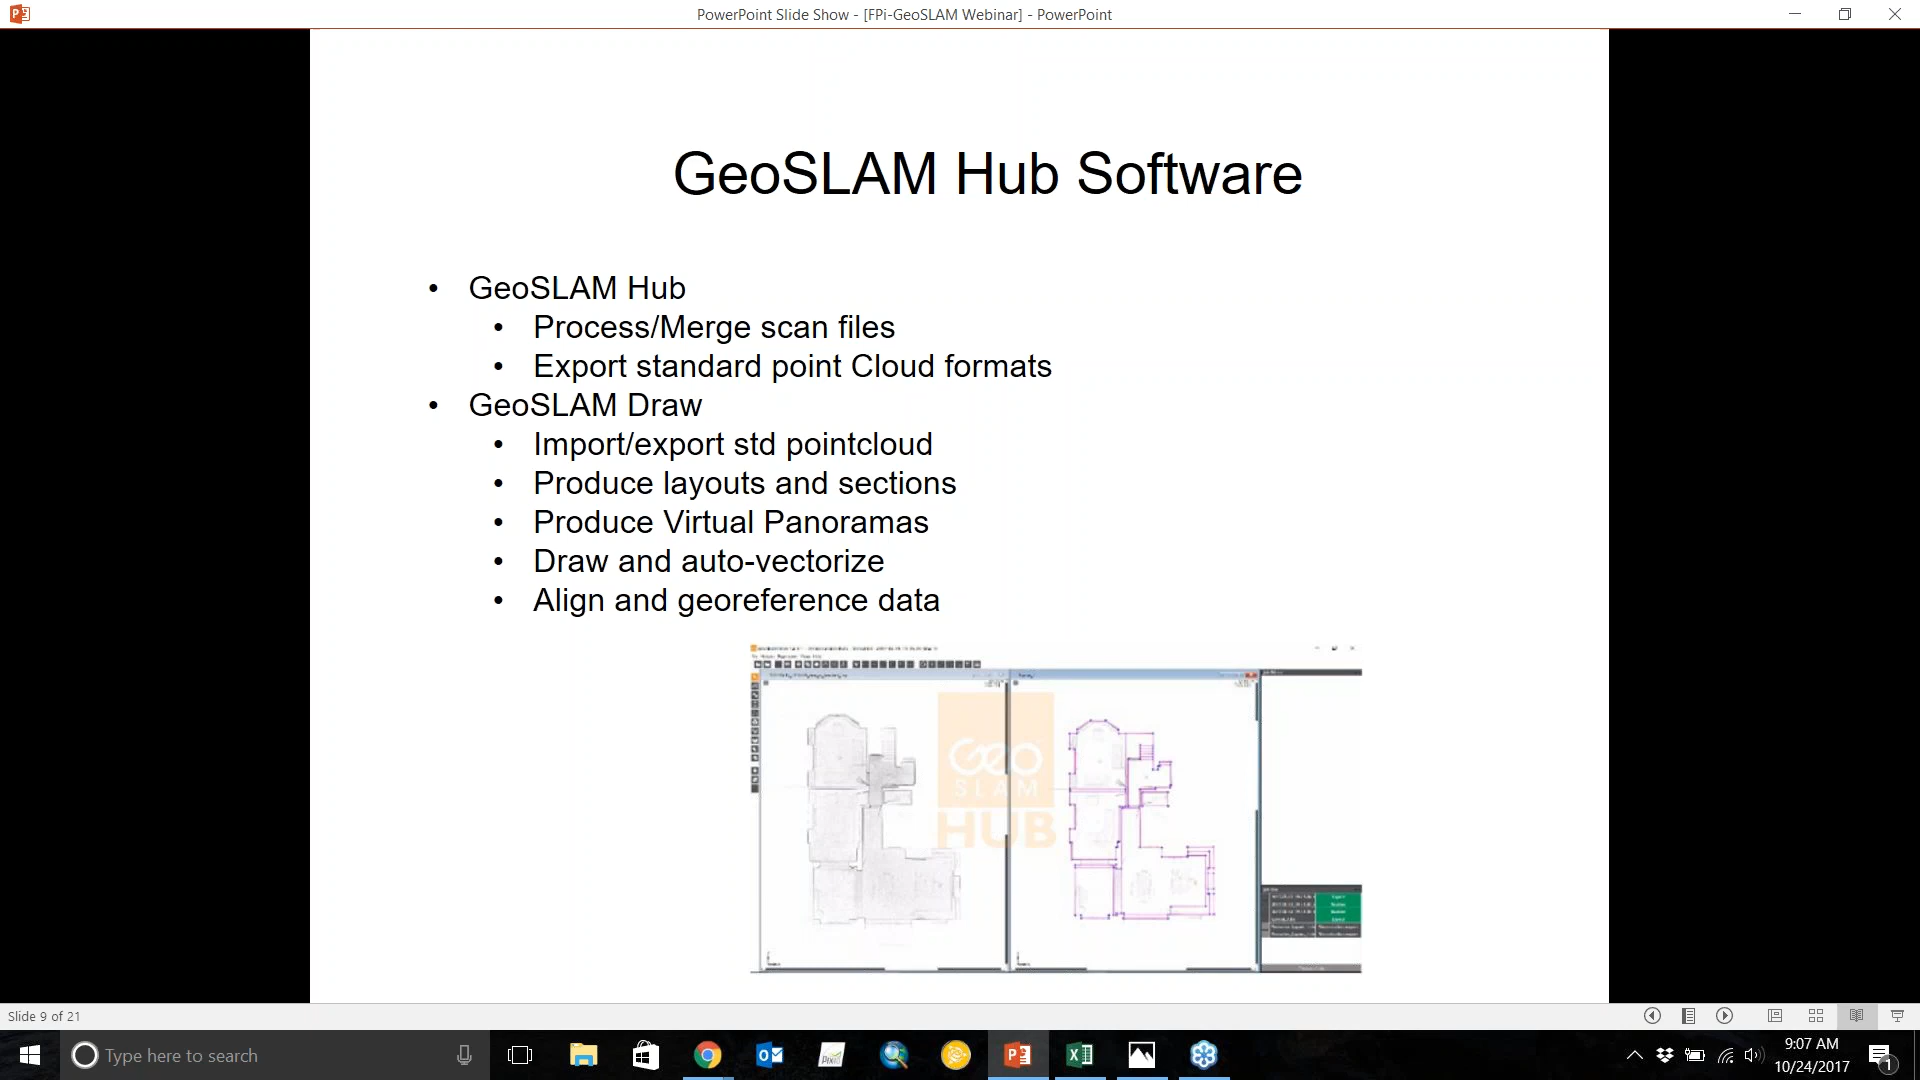 PowerPoint Slide Show - [FPi-GeoSLAM Webinar] - PowerPoint
GeoSLAM Hub Software
• GeoSLAM Hub
• Process/Merge scan files
• Export standard point Cloud formats
• GeoSLAM Draw
• Import/export std pointcloud
• Produce layouts and sections
• Produce Virtual Panoramas
• Draw and auto-vectorize
• Align and georeference data
Geo
SLAM
HUB
Slide 9 of 21
Type here to search
9:07 AM
10/24/2017
1